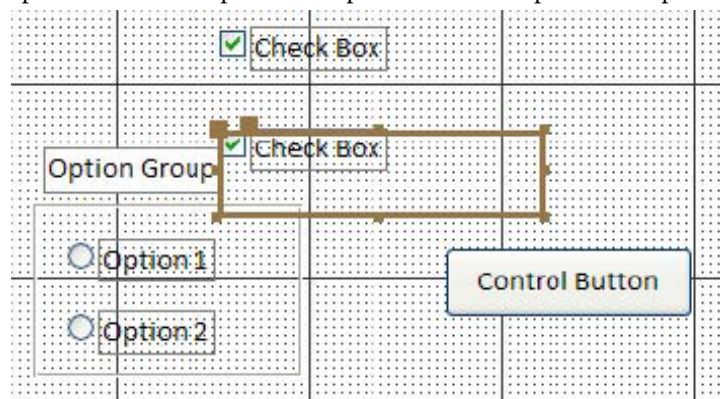 Check Box
Check Box
Option Group
Option 1
Control Button
Option 2